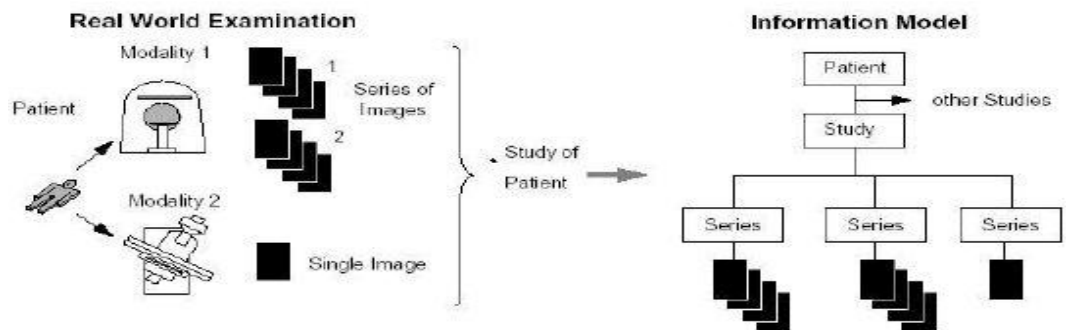 Real World Examination
Modality 1
Patient
1
Series of
Images
2
Modality 2
Single Image
Study of
Patient
Information Model
Patient
other Studies
Study
Series
Series
Series